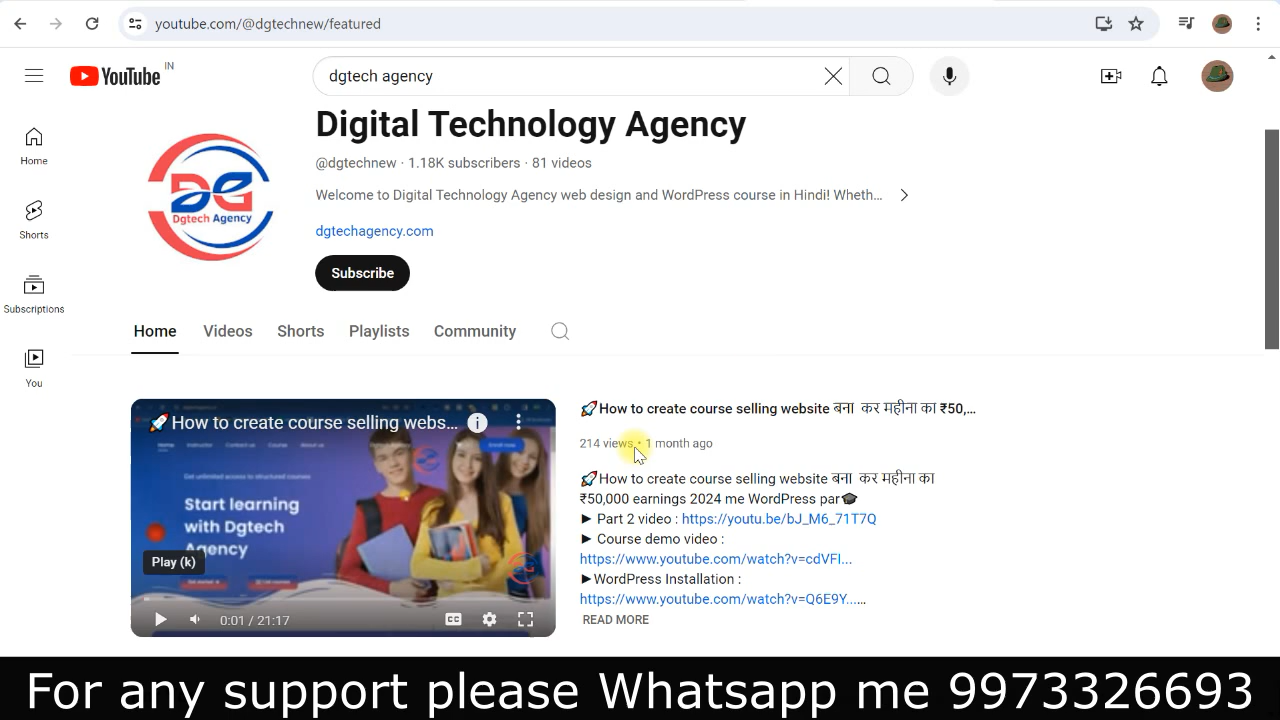 youtube.com/@dgtechnew/featured
YouTube IN
dgtech agency
Digital Technology Agency
@dgtechnew · 1.18K subscribers · 81 videos
Welcome to Digital Technology Agency web design and WordPress course in Hindi! Wheth...
dgtechagency.com
Subscribe
DG
Dgtech Agency
Home
Shorts
Subscriptions
You
Home Videos Shorts Playlists Community
🚀How to create course selling webs...
Start learning
with Dgtech
Agency
Play (k)
0:01 / 21:17
🚀How to create course selling website बना कर महीना का ₹50,...
214 views • 1 month ago
🚀How to create course selling website बना कर महीना का
₹50,000 earnings 2024 me WordPress par🎓
► Part 2 video : https://youtu.be/bJ_M6_71T7Q
► Course demo video :
https://www.youtube.com/watch?v=cdVFI...
►WordPress Installation :
https://www.youtube.com/watch?v=Q6E9Y......
READ MORE
For any support please Whatsapp me 9973326693